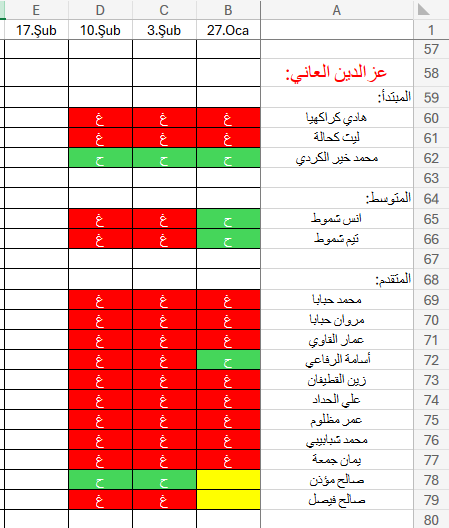 A B C D E
1 27.Oca 3.Şub 10.Şub 17.Şub
57
58 عز الدين العاني:
59 المبتدأ:
60 هادي كراكهيا غ غ غ
61 ليث كحالة غ غ غ
62 محمد خير الكردي ح ح ح
63
64 المتوسط:
65 انس شموط ح غ غ
66 تيم شموط ح غ غ
67
68 المتقدم:
69 محمد حبابا غ غ غ
70 مروان حبابا غ غ غ
71 عمار القاوي غ غ غ
72 أسامة الرفاعي ح غ غ
73 زين القطيفان غ غ غ
74 علي الحداد غ غ غ
75 عمر مظلوم غ غ غ
76 محمد شبابيبي غ غ غ
77 يمان جمعة غ غ غ
78 صالح مؤذن ح ح
79 صالح فيصل غ غ
80